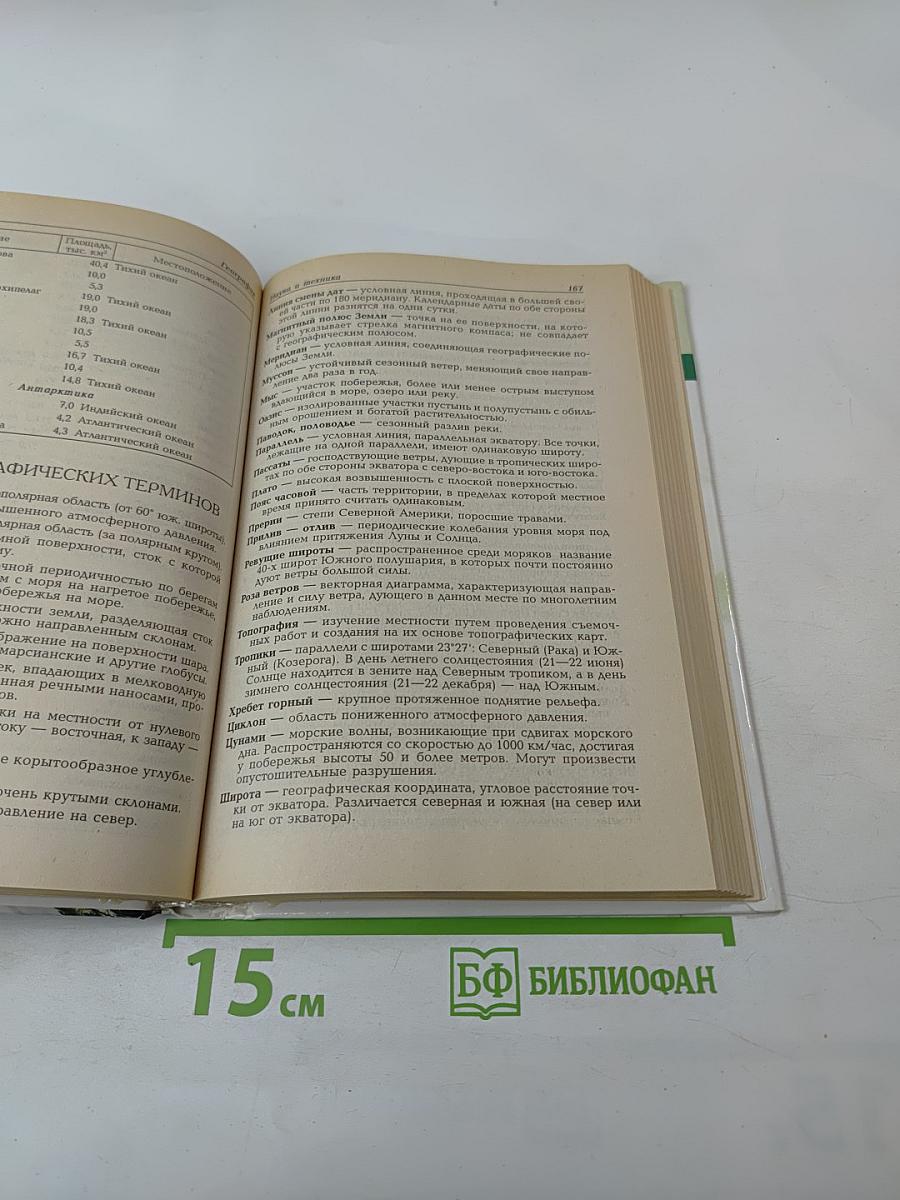 География
Площадь,
тыс. км²
Местоположение
40,4 Тихий океан
10,0
5,3
19,0 Тихий океан
19,0
18,3 Тихий океан
10,5
5,5
16,7 Тихий океан
10,4
14,8 Тихий океан
Антарктика
7,0 Индийский океан
4,2 Атлантический океан
4,3 Атлантический океан
АФИЧЕСКИХ ТЕРМИНОВ
полярная область (от 60° юж. широты),
ышенного атмосферного давления.
лярная область (за полярным кругом).
мной поверхности, сток с которой
му.
очной периодичностью по берегам
м с моря на нагретое побережье,
обережья на море.
хности земли, разделяющая сток
ожно направленным склонам.
бражение на поверхности шара.
марсианские и другие глобусы.
ек, впадающих в мелководную
нная речными наносами, про-
ов.
ки на местности от нулевого
току — восточная, к западу —
е корытообразное углубле-
очень крутыми склонами.
равление на север.
Наука и техника 167
Линия смены дат — условная линия, проходящая в большей сво-
ей части по 180 меридиану. Календарные даты по обе стороны
этой линии разнятся на одни сутки.
Магнитный полюс Земли — точка на ее поверхности, на кото-
рую указывает стрелка магнитного компаса; не совпадает
с географическим полюсом.
Меридиан — условная линия, соединяющая географические по-
люсы Земли.
Муссон — устойчивый сезонный ветер, меняющий свое направ-
ление два раза в год.
Мыс — участок побережья, более или менее острым выступом
вдающийся в море, озеро или реку.
Оазис — изолированные участки пустынь и полупустынь с обиль-
ным орошением и богатой растительностью.
Паводок, половодье — сезонный разлив реки.
Параллель — условная линия, параллельная экватору. Все точки,
лежащие на одной параллели, имеют одинаковую широту.
Пассаты — господствующие ветры, дующие в тропических широ-
тах по обе стороны экватора с северо-востока и юго-востока.
Плато — высокая возвышенность с плоской поверхностью.
Пояс часовой — часть территории, в пределах которой местное
время принято считать одинаковым.
Прерии — степи Северной Америки, поросшие травами.
Прилив — отлив — периодические колебания уровня моря под
влиянием притяжения Луны и Солнца.
Ревущие широты — распространенное среди моряков название
40-х широт Южного полушария, в которых почти постоянно
дуют ветры большой силы.
Роза ветров — векторная диаграмма, характеризующая направ-
ление и силу ветра, дующего в данном месте по многолетним
наблюдениям.
Топография — изучение местности путем проведения съемоч-
ных работ и создания на их основе топографических карт.
Тропики — параллели с широтами 23°27': Северный (Рака) и Юж-
ный (Козерога). В день летнего солнцестояния (21—22 июня)
Солнце находится в зените над Северным тропиком, а в день
зимнего солнцестояния (21—22 декабря) — над Южным.
Хребет горный — крупное протяженное поднятие рельефа.
Циклон — область пониженного атмосферного давления.
Цунами — морские волны, возникающие при сдвигах морского
дна. Распространяются со скоростью до 1000 км/час, достигая
у побережья высоты 50 и более метров. Могут произвести
опустошительные разрушения.
Широта — географическая координата, угловое расстояние точ-
ки от экватора. Различается северная и южная (на север или
на юг от экватора).
15 см
БФ БИБЛИОФАН